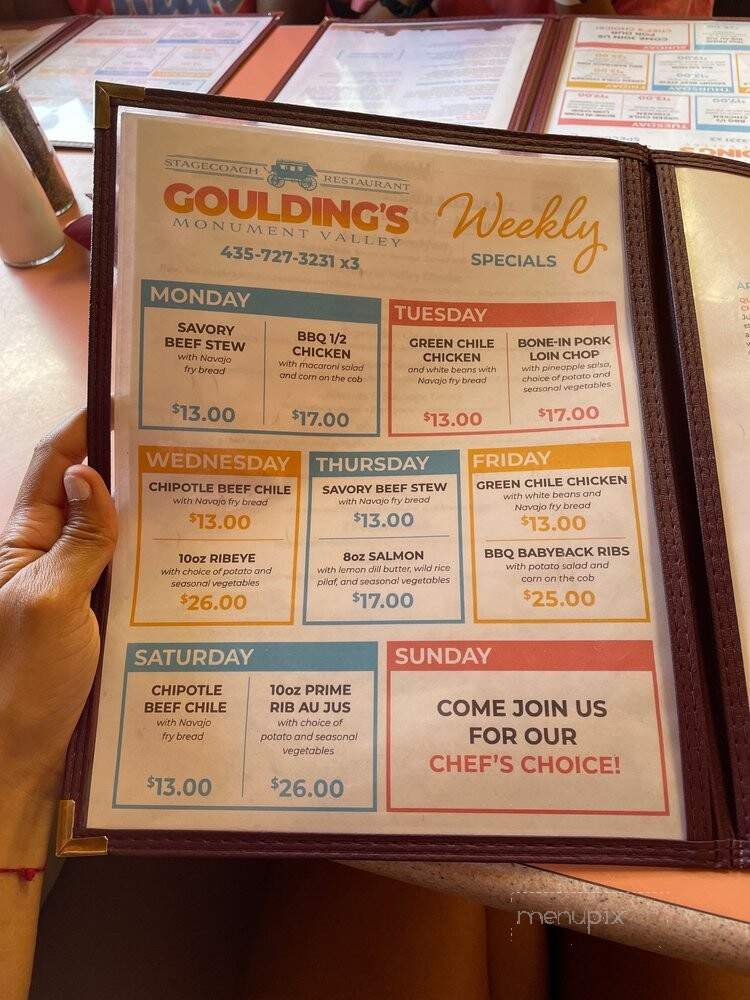 STAGECOACH RESTAURANT
GOULDING'S
MONUMENT VALLEY
435-727-3231 x3
Weekly
SPECIALS
MONDAY
SAVORY
BEEF STEW
with Navajo
fry bread
$13.00
BBQ 1/2
CHICKEN
with macaroni salad
and corn on the cob
$17.00
TUESDAY
GREEN CHILE
CHICKEN
and white beans with
Navajo fry bread
$13.00
BONE-IN PORK
LOIN CHOP
with pineapple salsa,
choice of potato and
seasonal vegetables
$17.00
WEDNESDAY
CHIPOTLE BEEF CHILE
with Navajo fry bread
$13.00
10oz RIBEYE
with choice of potato and
seasonal vegetables
$26.00
THURSDAY
SAVORY BEEF STEW
with Navajo fry bread
$13.00
8oz SALMON
with lemon dill butter, wild rice
pilaf, and seasonal vegetables
$17.00
FRIDAY
GREEN CHILE CHICKEN
with white beans and
Navajo fry bread
$13.00
BBQ BABYBACK RIBS
with potato salad and
corn on the cob
$25.00
SATURDAY
CHIPOTLE
BEEF CHILE
with Navajo
fry bread
$13.00
10oz PRIME
RIB AU JUS
with choice of
potato and seasonal
vegetables
$26.00
SUNDAY
COME JOIN US
FOR OUR
CHEF'S CHOICE!
menupix